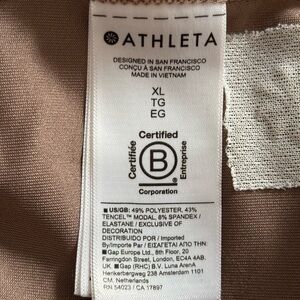 ATHLETA
DESIGNED IN SAN FRANCISCO
CONÇU À SAN FRANCISCO
MADE IN VIETNAM
XL
TG
EG
Certified
Certifiée
B
Entreprise
®
Corporation
■ US/GB: 49% POLYESTER, 43%
TENCEL™ MODAL, 8% SPANDEX /
ELASTANE / EXCLUSIVE OF
DECORATION
DISTRIBUIDO POR / Imported
By / Importé Par / ΕΙΣΑΓΕΤΑΙ ΑΠΟ ΤΗΝ:
■ Gap Europe Ltd., 8th Floor, 20
Farringdon Street, London, EC4A 4AB,
UK. ■ Gap (RHC) B.V. Luna ArenA
Herikerbergweg 238 Amsterdam 1101
CM, Netherlands
RN 54023 / CA 17897